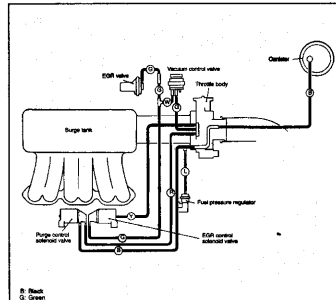 Canister
Vacuum control valve
EGR valve
Throttle body
Surge tank
Fuel pressure regulator
Purge control
solenoid valve
EGR control
solenoid valve
B: Black
G: Green